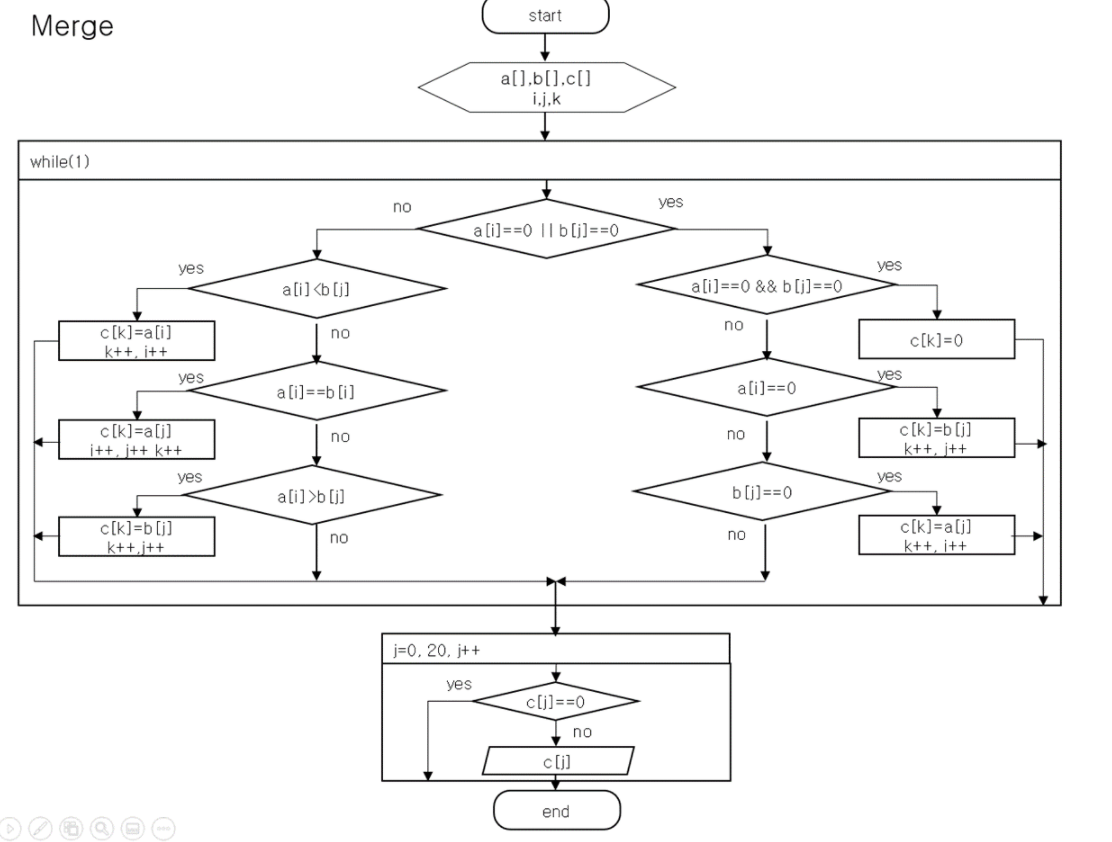 Merge
start
a[],b[],c[]
i,j,k
while(1)
no
yes
a[i]==0 || b[j]==0
yes
a[i]<b[j]
no
c[k]=a[i]
k++, i++
yes
a[i]==b[i]
no
c[k]=a[j]
i++, j++ k++
yes
a[i]>b[j]
no
c[k]=b[j]
k++,j++
yes
a[i]==0 && b[j]==0
no
c[k]=0
yes
a[i]==0
no
c[k]=b[j]
k++, j++
yes
b[j]==0
no
c[k]=a[j]
k++, i++
j=0, 20, j++
yes
c[j]==0
no
c[j]
end